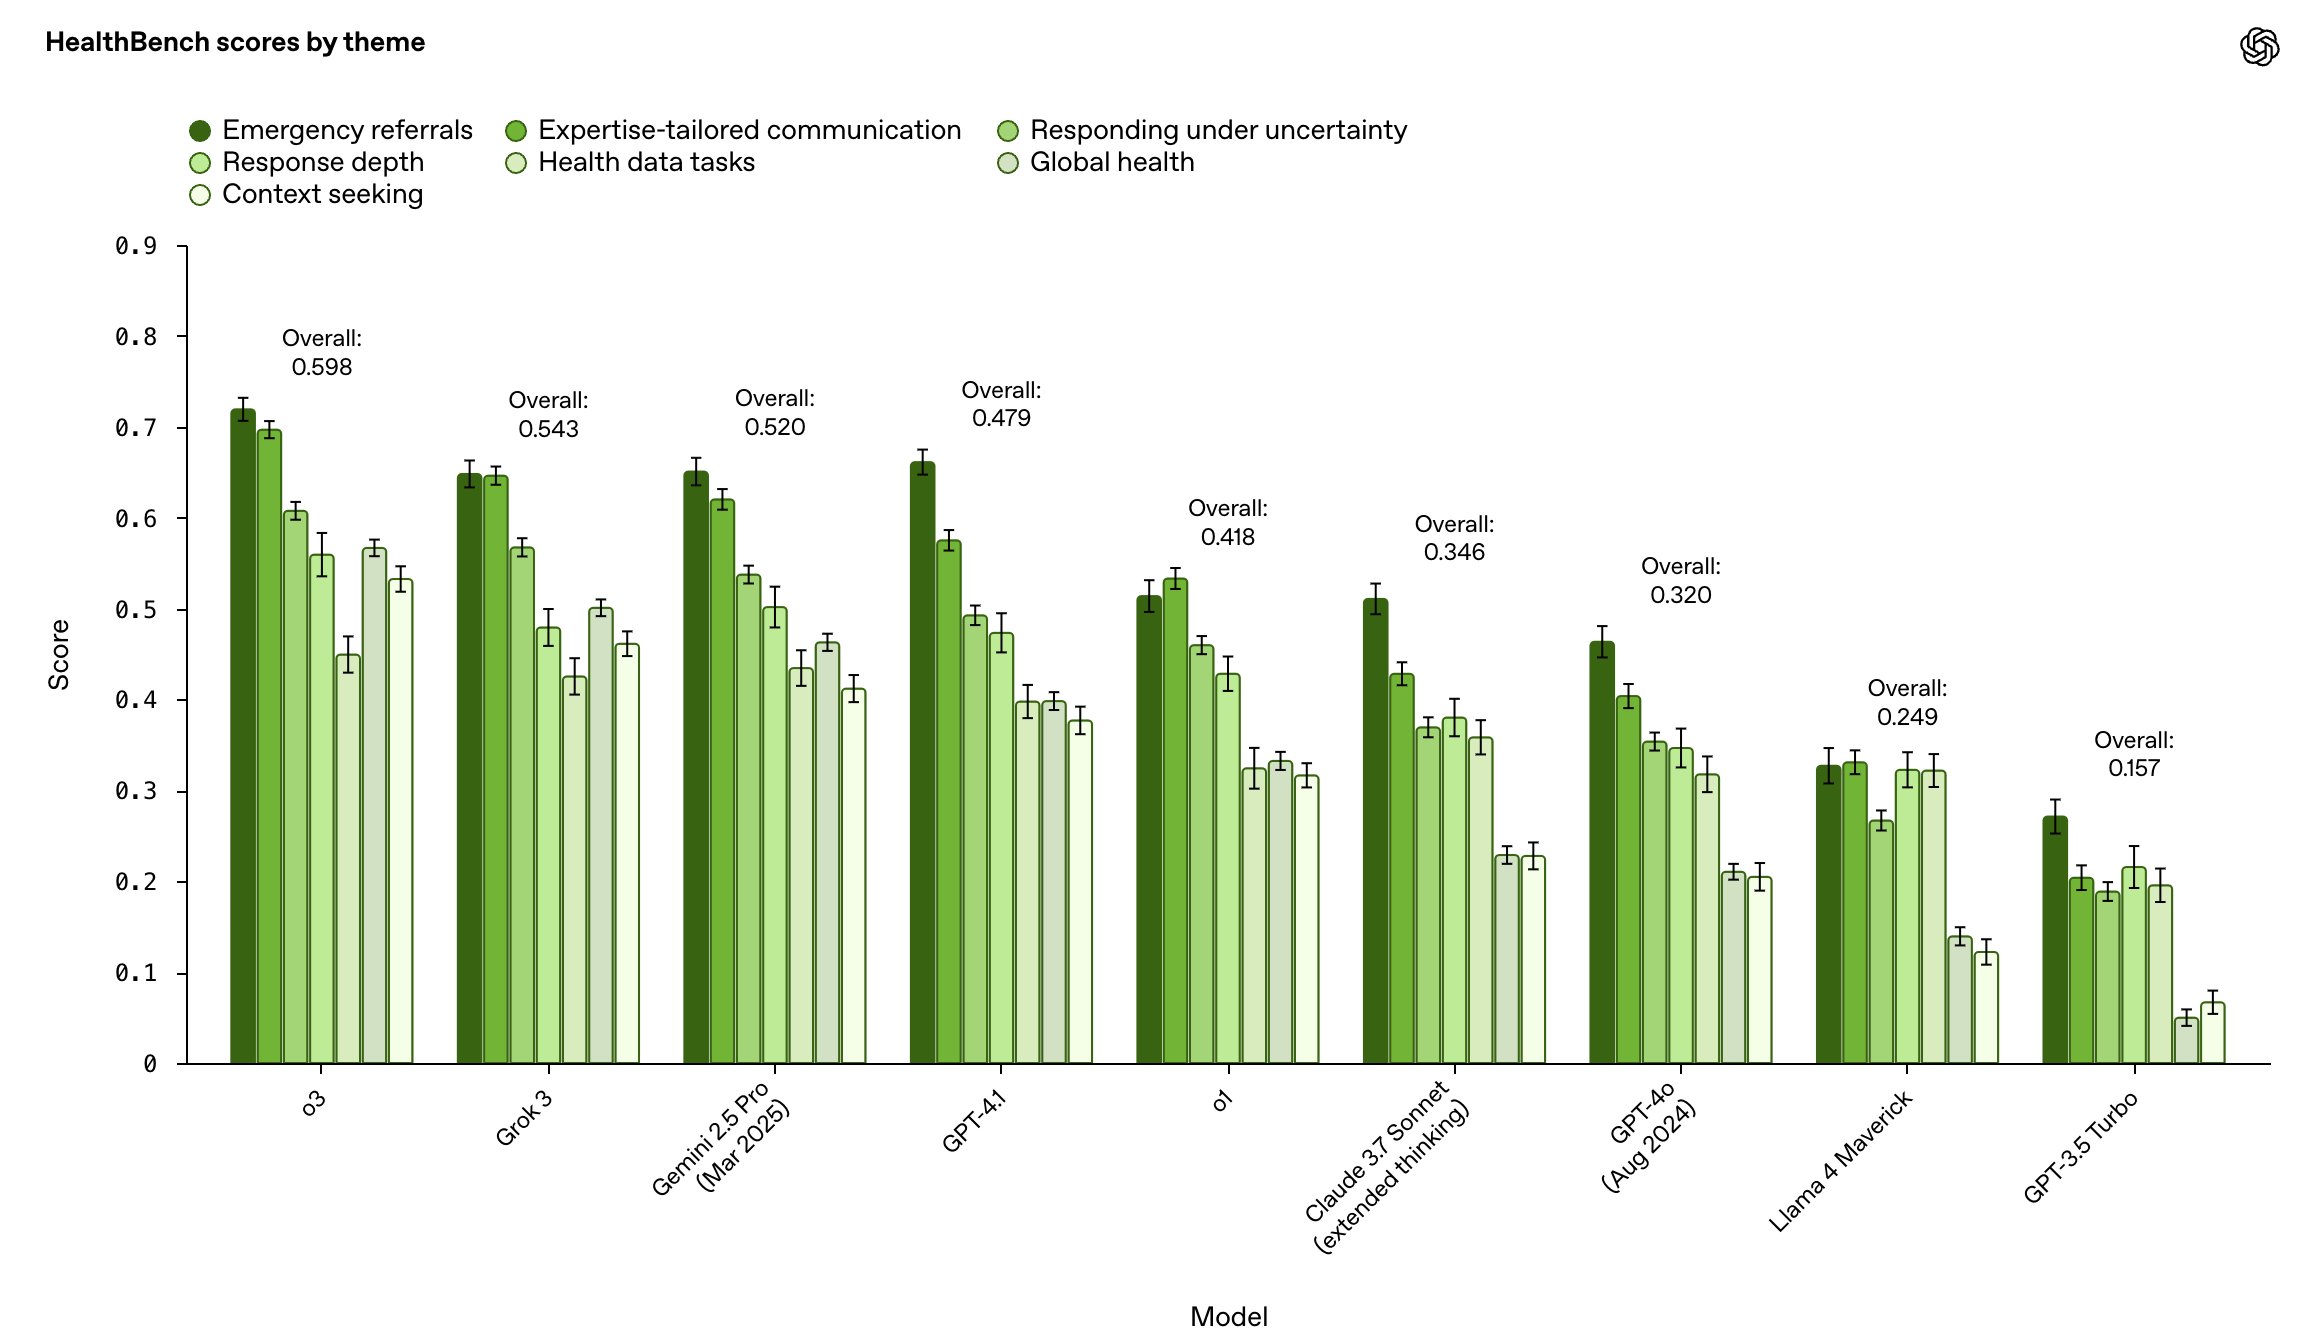 HealthBench scores by theme
Emergency referrals
Expertise-tailored communication
Responding under uncertainty
Response depth
Health data tasks
Global health
Context seeking
0.9
0.8
0.7
0.6
0.5
0.4
0.3
0.2
0.1
0
Score
Overall:
0.598
Overall:
0.543
Overall:
0.520
Overall:
0.479
Overall:
0.418
Overall:
0.346
Overall:
0.320
Overall:
0.249
Overall:
0.157
o3
Grok 3
Gemini 2.5 Pro
(Mar 2025)
GPT-4.1
o1
Claude 3.7 Sonnet
(extended thinking)
GPT-4o
(Aug 2024)
Llama 4 Maverick
GPT-3.5 Turbo
Model